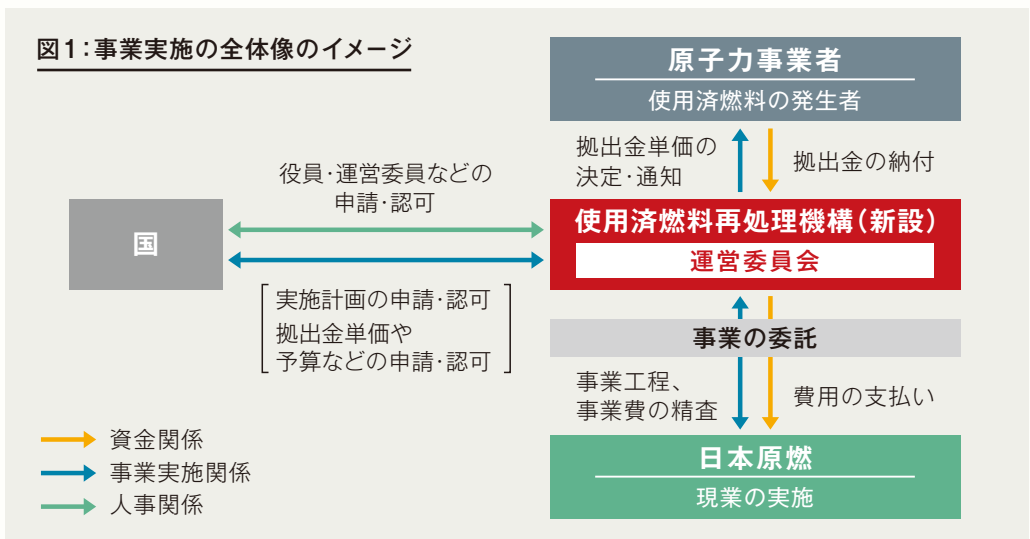 図1：事業実施の全体像のイメージ
原子力事業者
使用済燃料の発生者
拠出金単価の
決定・通知
拠出金の納付
役員・運営委員などの
申請・認可
国
使用済燃料再処理機構（新設）
運営委員会
実施計画の申請・認可
拠出金単価や
予算などの申請・認可
事業の委託
事業工程、
事業費の精査
費用の支払い
日本原燃
現業の実施
資金関係
事業実施関係
人事関係